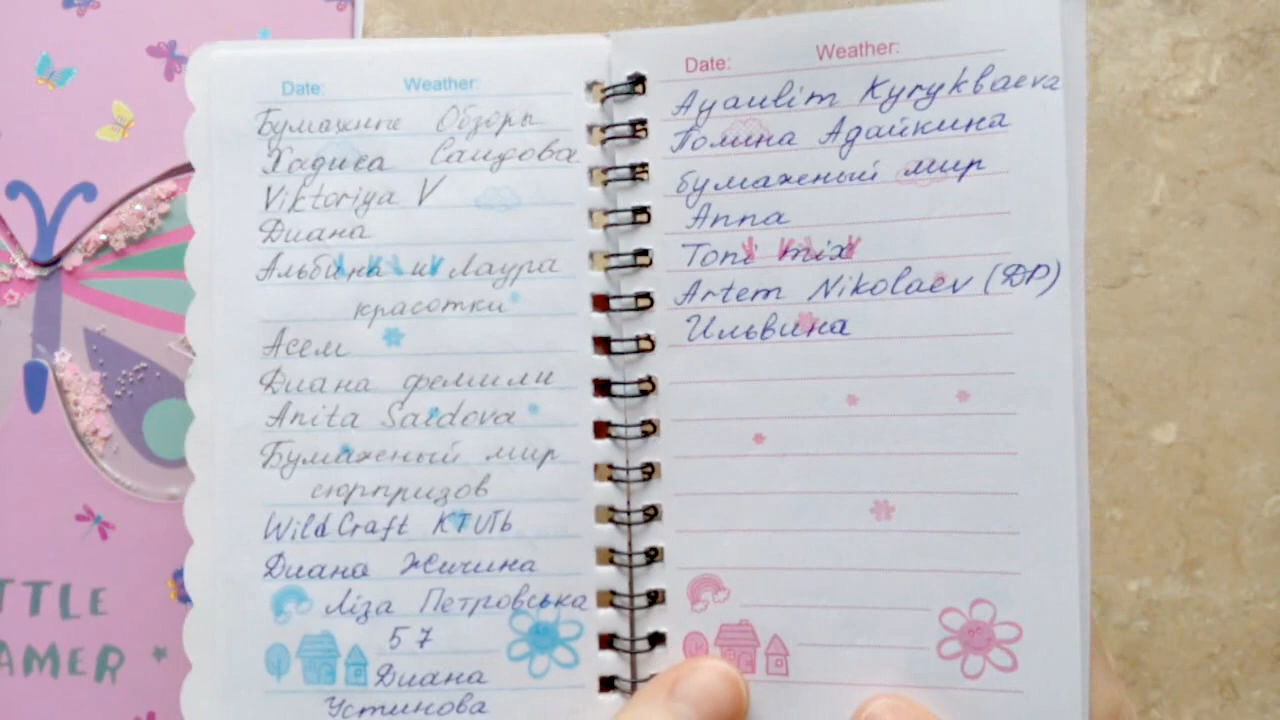 Date: Weather:
Бумажные Обзоры
Хадиса Саидова
Viktoriya V
Диана
Альбина и Лаура
красотки
Асем
Диана фемили
Anita Saidova
Бумажный мир
сюрпризов
WildCraft
Диана Жичина
Ліза Петровська
57
Диана
Устинова
Date: Weather:
Ayaulim Kyrykbaeva
Полина Адайкина
бумажный мир
Anna
Toni mix
Artem Nikolaev (DP)
Ильвина
TTLE
AMER